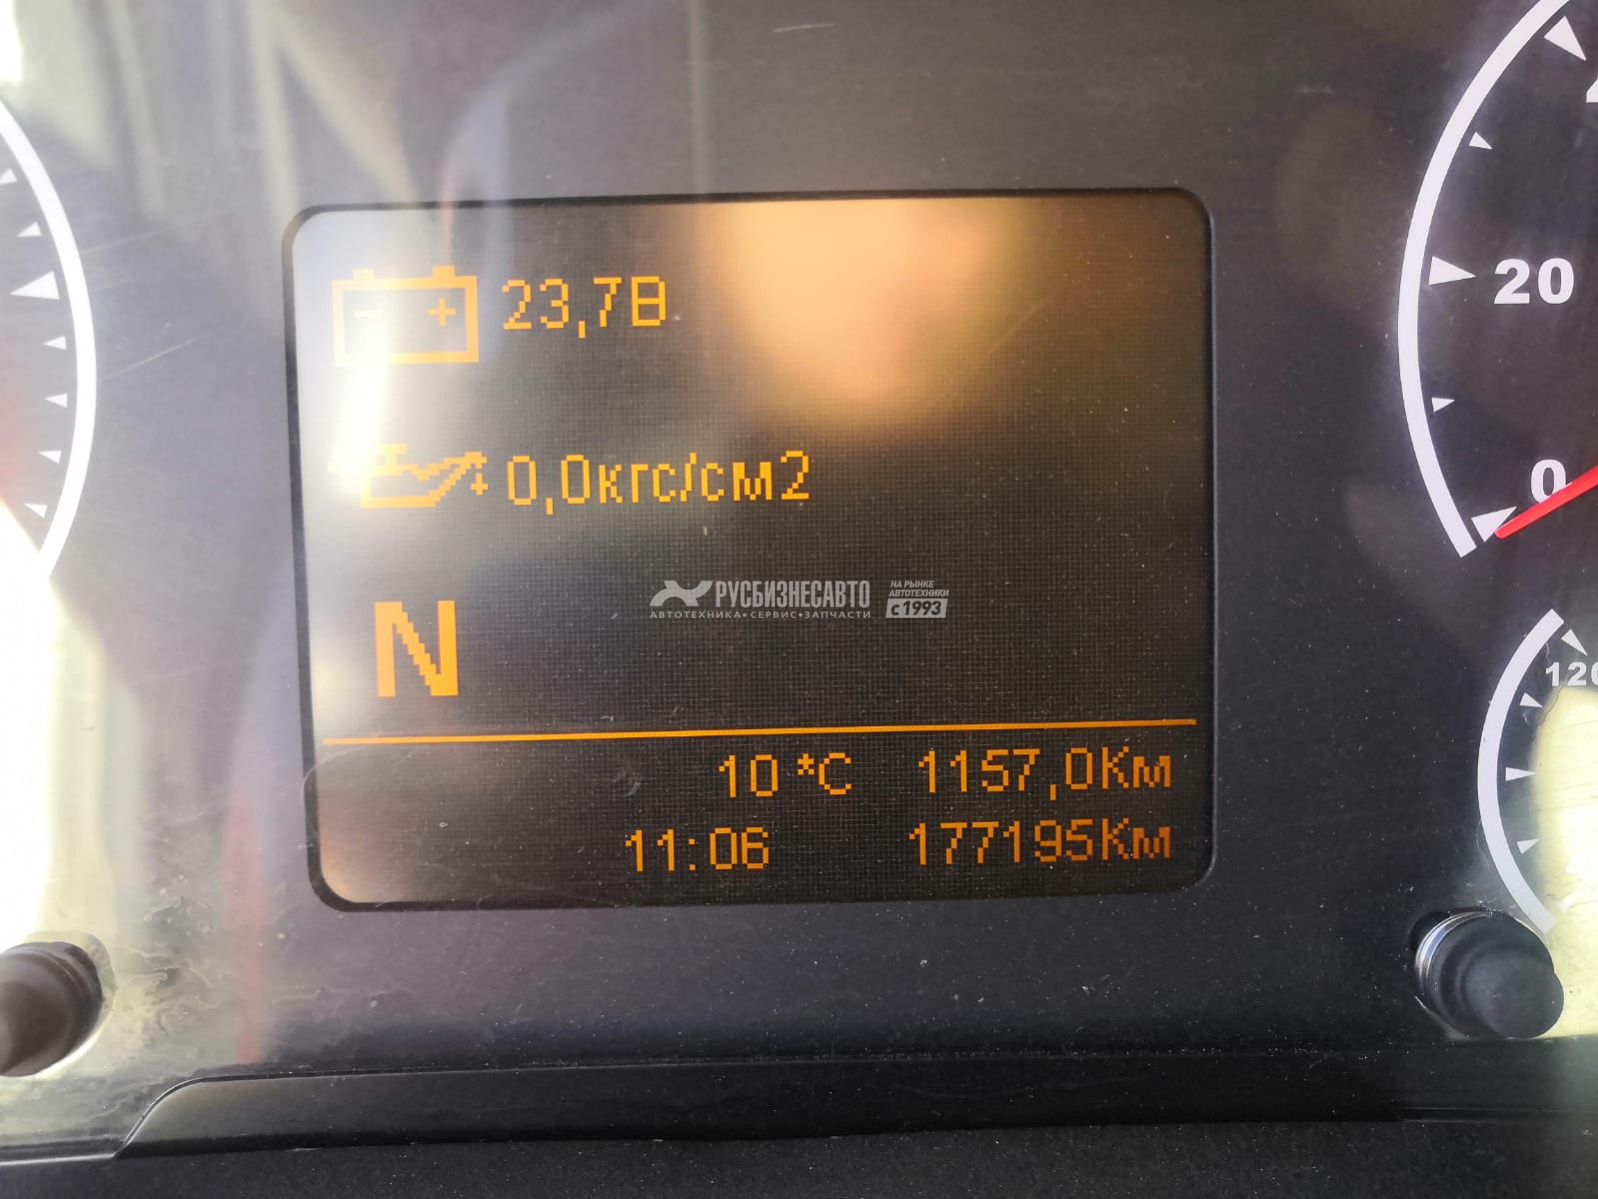 23,7В
0,0кгс/см2
N
10 *C 1157,0Км
11:06 177195Км
20
0
120
РУСБИЗНЕСАВТО
АВТОТЕХНИКА•СЕРВИС•ЗАПЧАСТИ
НА РЫНКЕ
АВТОТЕХНИКИ
с 1993